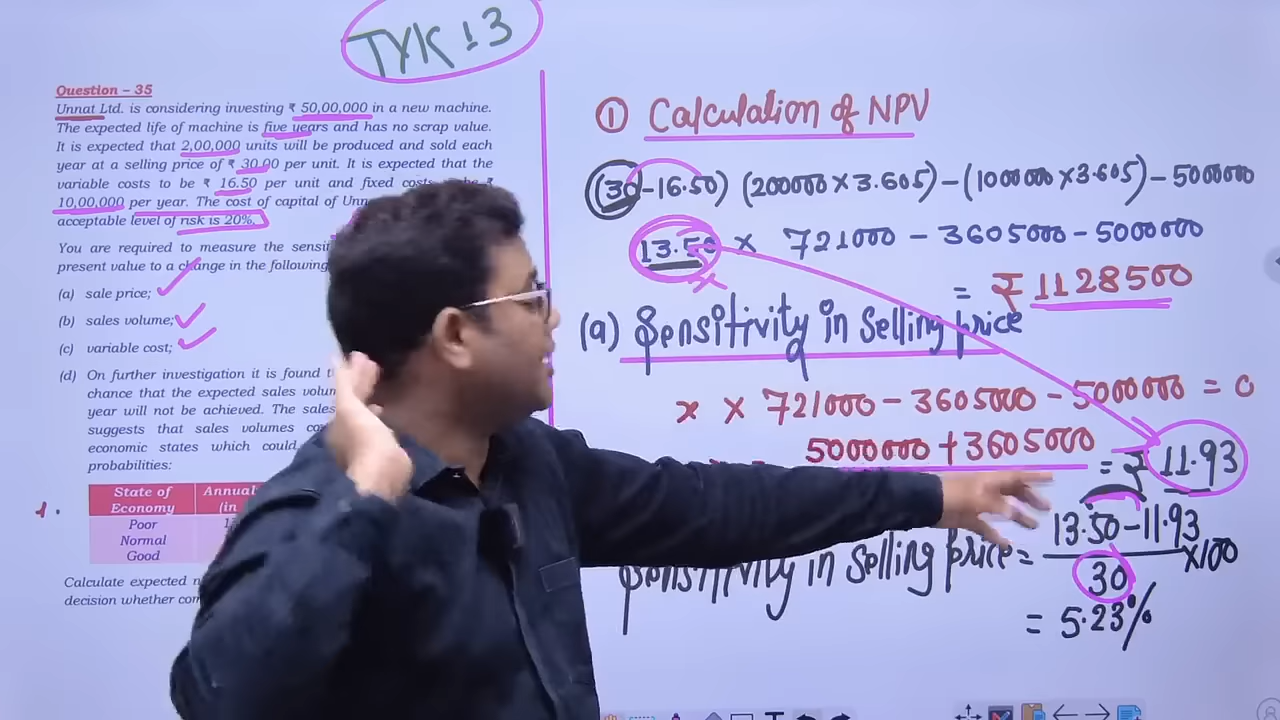 TYK 13
Question – 35
Unnat Ltd. is considering investing ₹ 50,00,000 in a new machine.
The expected life of machine is five years and has no scrap value.
It is expected that 2,00,000 units will be produced and sold each
year at a selling price of ₹ 30.00 per unit. It is expected that the
variable costs to be ₹ 16.50 per unit and fixed costs
10,00,000 per year. The cost of capital of
acceptable level of risk is 20%.
You are required to measure the
present value to a change in the following
(a) sale price;
(b) sales volume;
(c) variable cost;
(d) On further investigation it is found
chance that the expected sales
year will not be achieved. The sales
suggests that sales volumes
economic states which could
probabilities:
1.
State of Economy
Poor
Normal
Good
Calculate expected
decision whether
① Calculation of NPV
(30-16.50) (200000×3.605) – (1000000×3.605) – 5000000
13.50 × 721000 – 3605000 – 5000000
= ₹ 1128500
(a) Sensitivity in Selling price
x × 721000 – 3605000 – 5000000 = 0
5000000 + 3605000 = ₹ 11.93
Sensitivity in Selling price = 13.50–11.93 ×100
30
= 5.23%